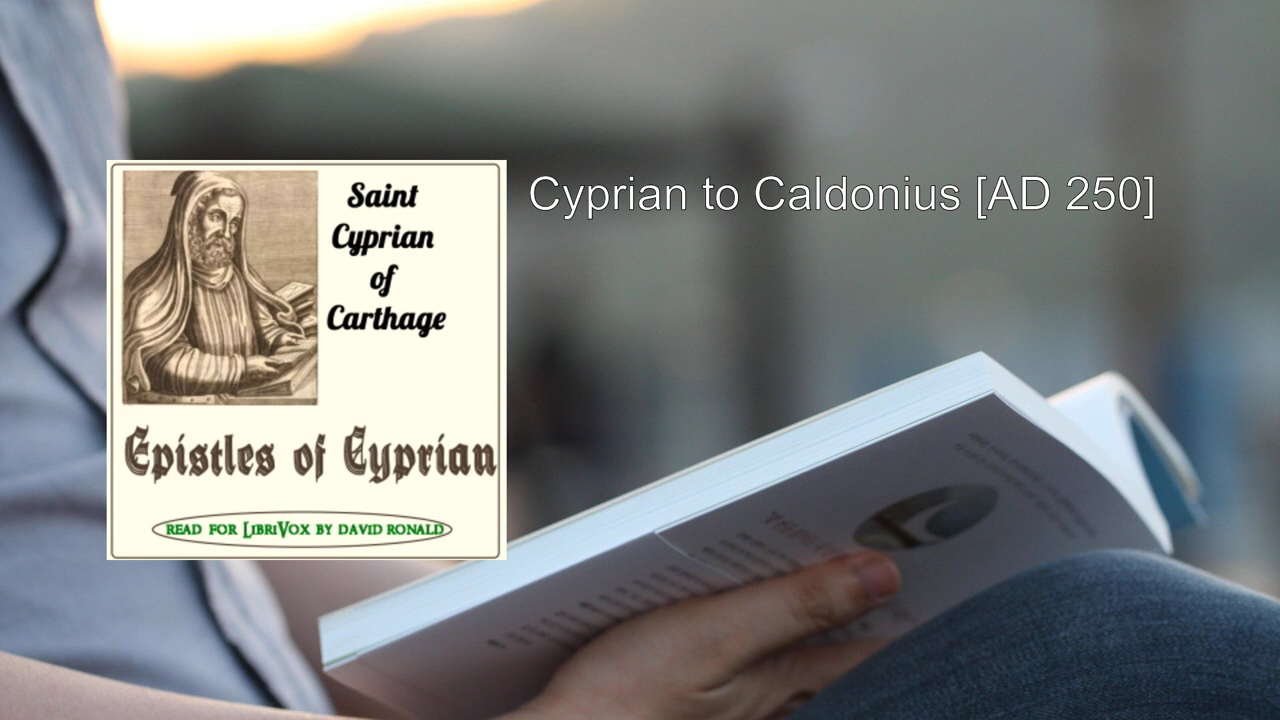 Saint
Cyprian
of
Carthage
Epistles of Cyprian
READ FOR LIBRIVOX BY DAVID RONALD
Cyprian to Caldonius [AD 250]